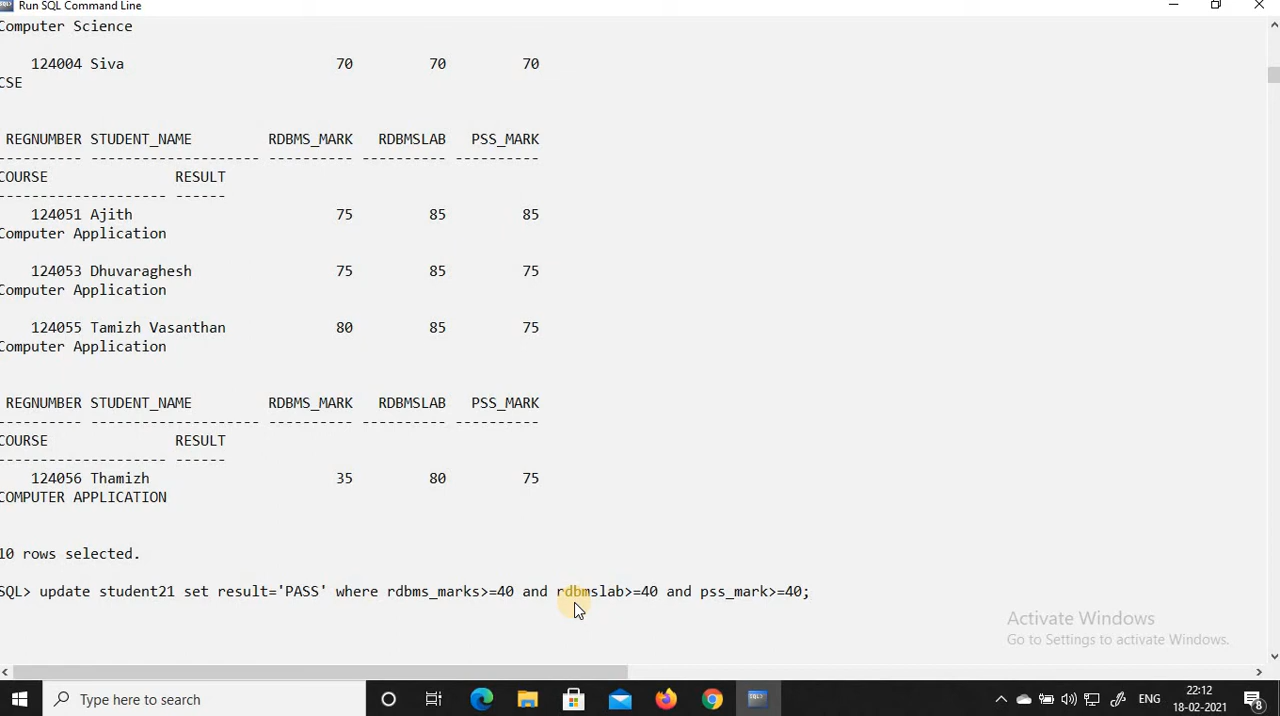 Run SQL Command Line
Computer Science
124004 Siva 70 70 70
CSE
REGNUMBER STUDENT_NAME RDBMS_MARK RDBMSLAB PSS_MARK
---------- -------------------- ---------- ---------- ----------
COURSE RESULT
-------------------- ------
124051 Ajith 75 85 85
Computer Application
124053 Dhuvaraghesh 75 85 75
Computer Application
124055 Tamizh Vasanthan 80 85 75
Computer Application
REGNUMBER STUDENT_NAME RDBMS_MARK RDBMSLAB PSS_MARK
---------- -------------------- ---------- ---------- ----------
COURSE RESULT
-------------------- ------
124056 Thamizh 35 80 75
COMPUTER APPLICATION
10 rows selected.
SQL> update student21 set result='PASS' where rdbms_marks>=40 and rdbmslab>=40 and pss_mark>=40;
Activate Windows
Go to Settings to activate Windows.
Type here to search
ENG
22:12
18-02-2021
8